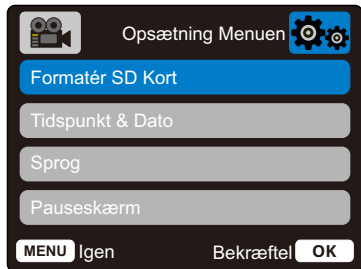 Opsætning Menuen
Formatér SD Kort
Tidspunkt & Dato
Sprog
Pauseskærm
MENU Igen Bekræftel OK